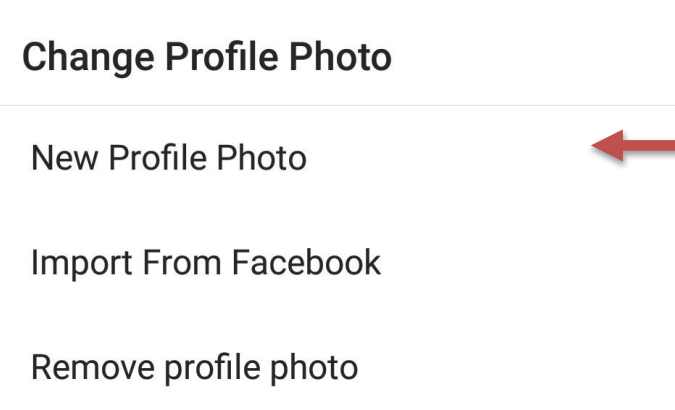 Change Profile Photo
New Profile Photo
Import From Facebook
Remove profile photo